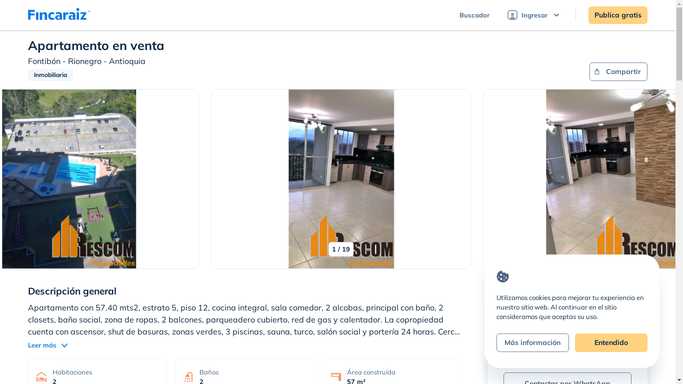 Fincaraiz
Buscador
Ingresar
Publica gratis
Apartamento en venta
Fontibón - Rionegro - Antioquia
Inmobiliaria
Compartir
RESCOM
1 / 19
RESCOM
RESCOM
Descripción general
Apartamento con 57.40 mts2, estrato 5, piso 12, cocina integral, sala comedor, 2 alcobas, principal con baño, 2
closets, baño social, zona de ropas, 2 balcones, parqueadero cubierto, red de gas y calentador. La copropiedad
cuenta con ascensor, shut de basuras, zonas verdes, 3 piscinas, sauna, turco, salón social y portería 24 horas. Cerc...
Leer más
Habitaciones
2
Baños
2
Área construida
57 m²
Utilizamos cookies para mejorar tu experiencia en
nuestro sitio web. Al continuar en el sitio
consideramos que aceptas su uso.
Más información
Entendido
Contactar por WhatsApp